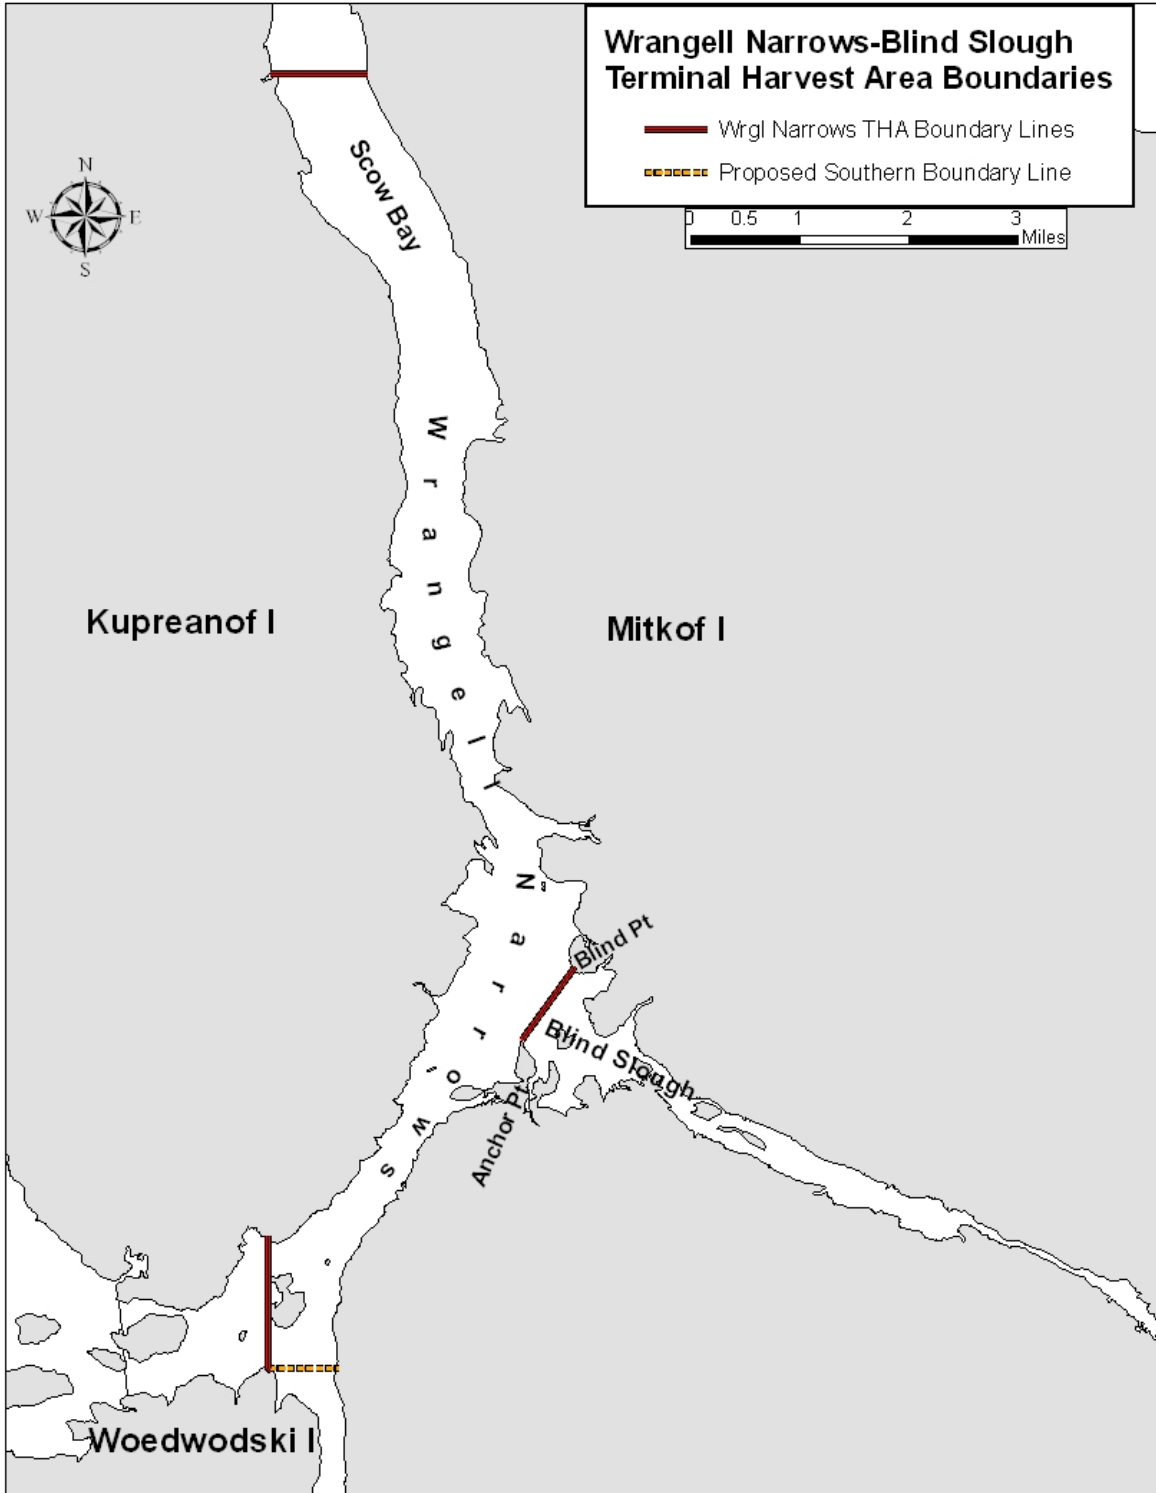 Wrangell Narrows-Blind Slough
Terminal Harvest Area Boundaries
Wrgl Narrows THA Boundary Lines
Proposed Southern Boundary Line
0 0.5 1 2 3
Miles
N
W E
S
Scow Bay
Wrangell Narrows
Kupreanof I
Mitkof I
Blind Pt
Blind Slough
Anchor Pt
Woedwodski I